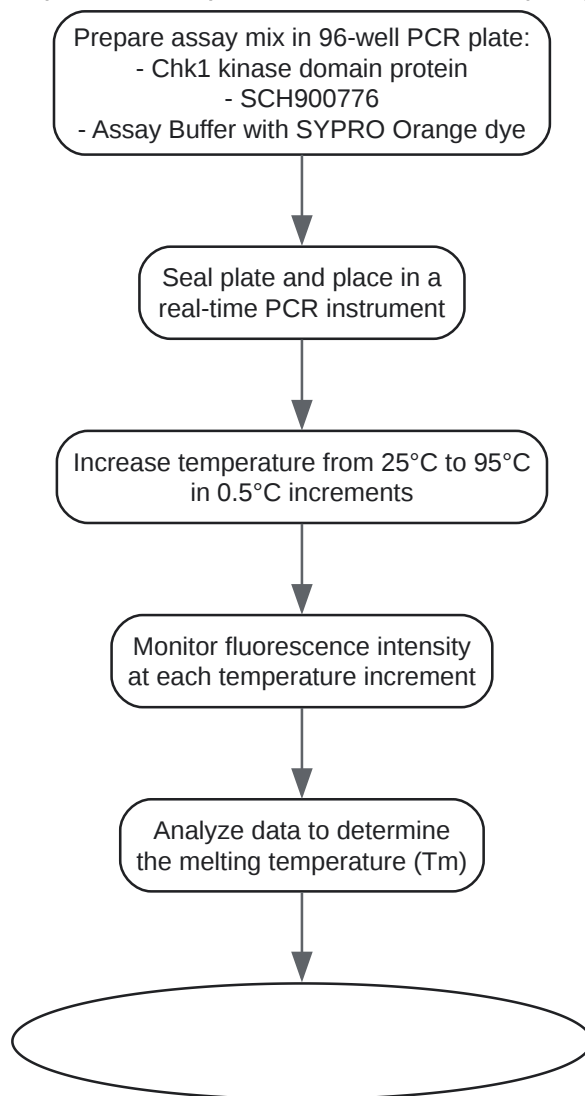 Prepare assay mix in 96-well PCR plate:
- Chk1 kinase domain protein
- SCH900776
- Assay Buffer with SYPRO Orange dye
Seal plate and place in a
real-time PCR instrument
Increase temperature from 25°C to 95°C
in 0.5°C increments
Monitor fluorescence intensity
at each temperature increment
Analyze data to determine
the melting temperature (Tm)